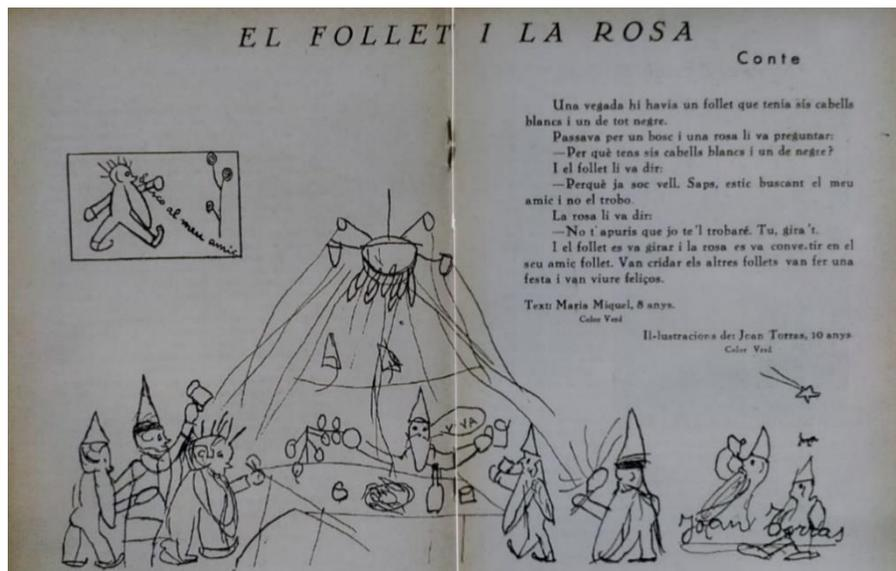 EL FOLLET I LA ROSA
Conte
Una vegada hi havia un follet que tenia sis cabells
blancs i un de tot negre.
Passava per un bosc i una rosa li va preguntar:
—Per què tens sis cabells blancs i un de negre?
I el follet li va dir:
—Perquè ja soc vell. Saps, estic buscant el meu
amic i no el trobo.
La rosa li va dir:
—No t'apuris que jo te'l trobaré. Tu, gira't.
I el follet es va girar i la rosa es va conve.tir en el
seu amic follet. Van cridar els altres follets van fer una
festa i van viure feliços.
Text: Maria Miquel, 8 anys.
Color Verd
Il-lustracions de: Joan Torras, 10 anys
Color Verd
al meu amic
VIVA
Joan Torras